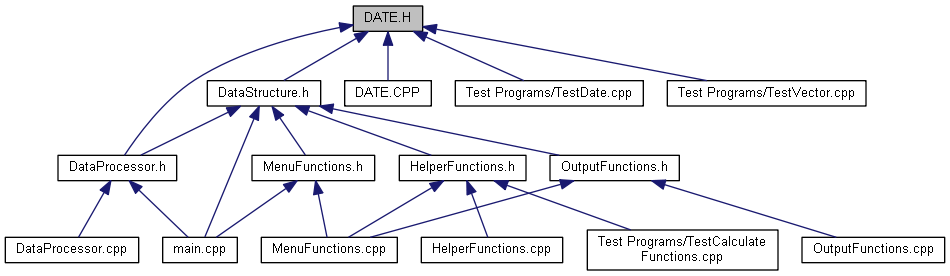 DATE.H
DataStructure.h
DATE.CPP
Test Programs/TestDate.cpp
Test Programs/TestVector.cpp
DataProcessor.h
MenuFunctions.h
HelperFunctions.h
OutputFunctions.h
DataProcessor.cpp
main.cpp
MenuFunctions.cpp
HelperFunctions.cpp
Test Programs/TestCalculate
Functions.cpp
OutputFunctions.cpp